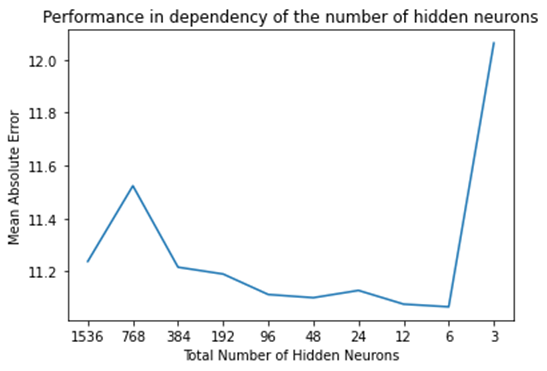 Performance in dependency of the number of hidden neurons
12.0
11.8
11.6
11.4
11.2
Mean Absolute Error
1536 768 384 192 96 48 24 12 6 3
Total Number of Hidden Neurons